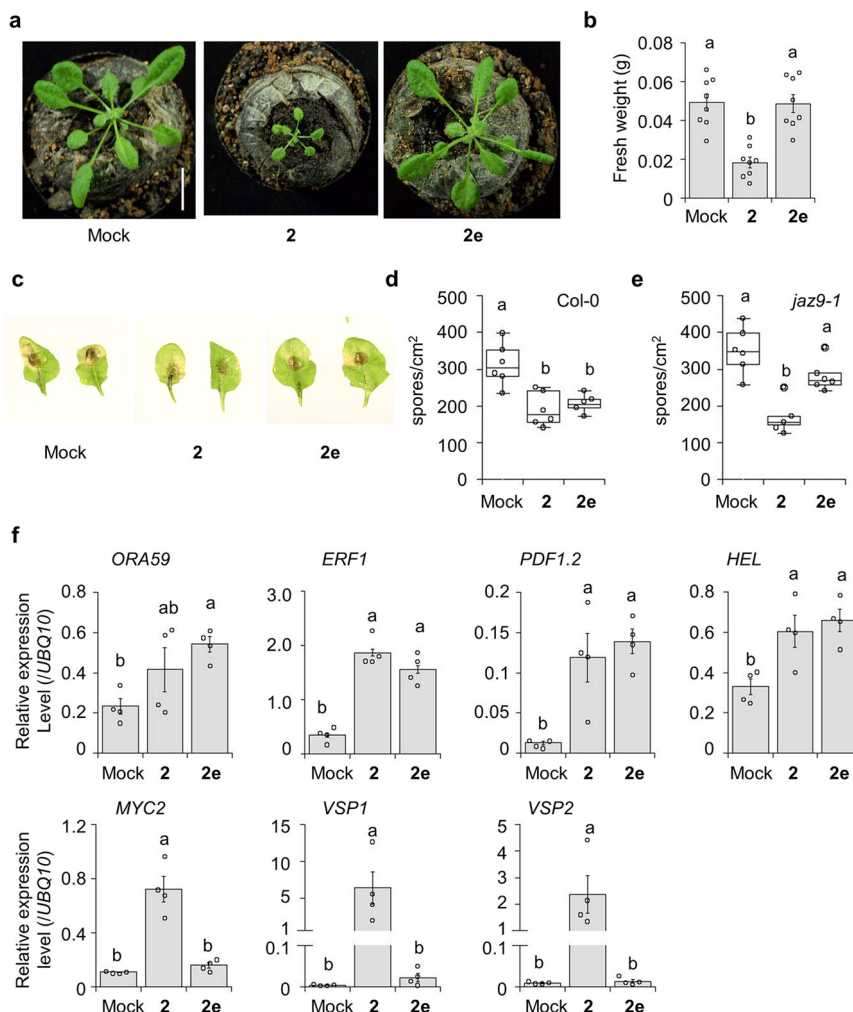 a
Mock 2 2e
b
Fresh weight (g)
0.08
0.06
0.04
0.02
0
a
b
a
Mock 2 2e
c
Mock 2 2e
d
Col-0
spores/cm²
500
400
300
200
100
0
a
b
b
Mock 2 2e
e
jaz9-1
spores/cm²
500
400
300
200
100
0
a
b
a
Mock 2 2e
f
Relative expression
Level (/UBQ10)
ORA59
0.8
0.6
0.4
0.2
0
b
ab
a
Mock 2 2e
ERF1
3.0
2.0
1.0
0.0
b
a
a
Mock 2 2e
PDF1.2
0.2
0.15
0.1
0.05
0
b
a
a
Mock 2 2e
HEL
0.8
0.6
0.4
0.2
0
b
a
a
Mock 2 2e
Relative expression
level (/UBQ10)
MYC2
1.2
0.8
0.4
0
b
a
b
Mock 2 2e
VSP1
15
10
5
1
0.1
0
b
a
b
Mock 2 2e
VSP2
5
4
3
2
1
0.1
0
b
a
b
Mock 2 2e